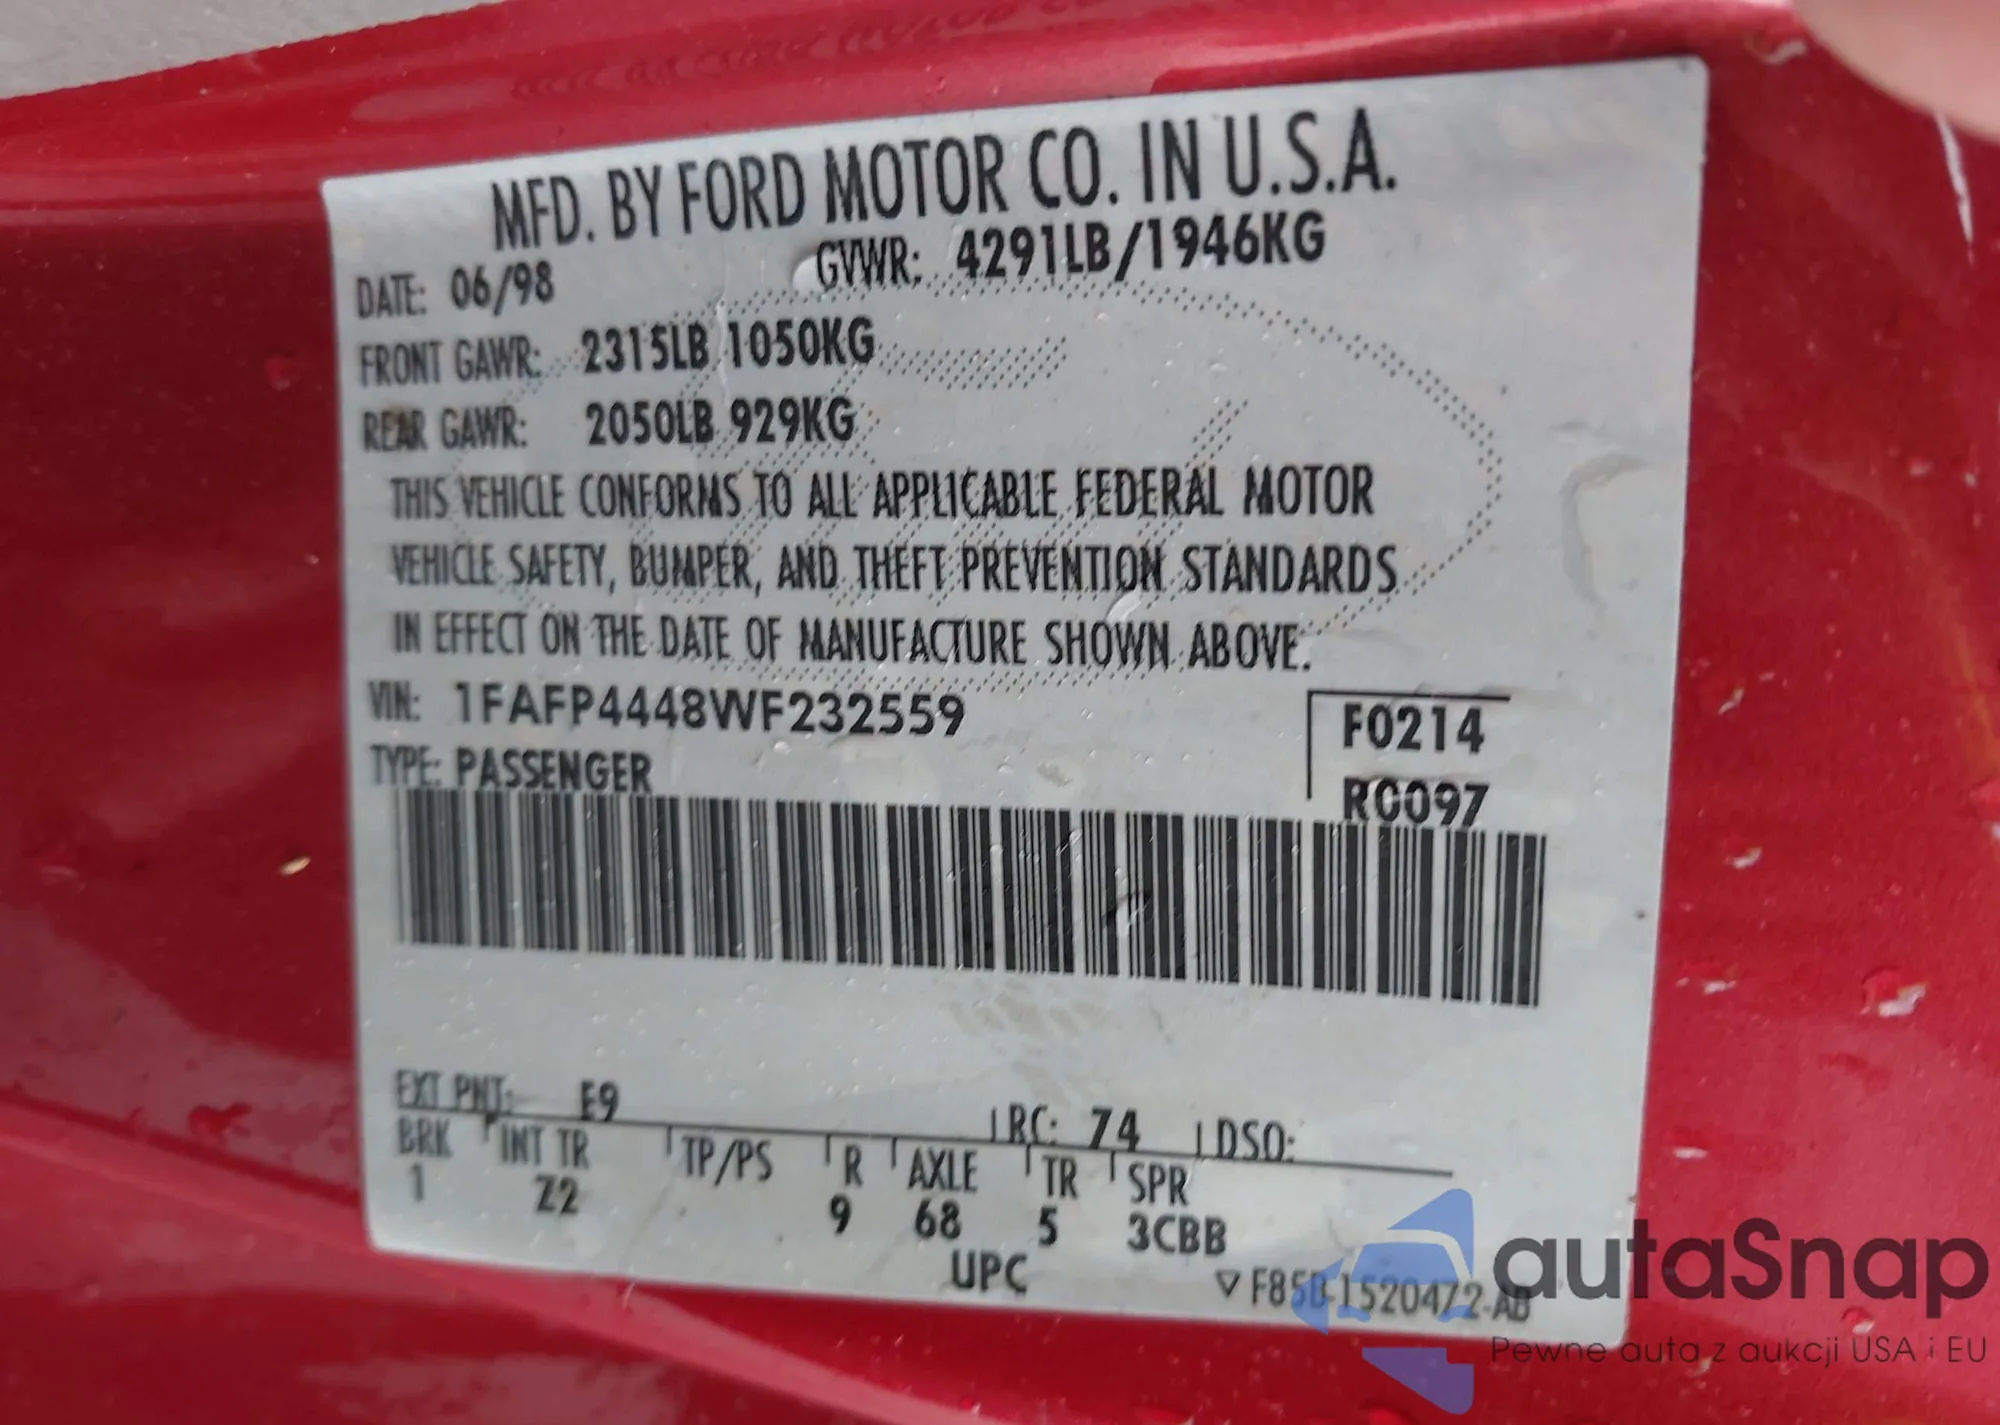 MFD. BY FORD MOTOR CO. IN U.S.A.
DATE: 06/98 GVWR: 4291LB/1946KG
FRONT GAWR: 2315LB 1050KG
REAR GAWR: 2050LB 929KG
THIS VEHICLE CONFORMS TO ALL APPLICABLE FEDERAL MOTOR
VEHICLE SAFETY, BUMPER, AND THEFT PREVENTION STANDARDS
IN EFFECT ON THE DATE OF MANUFACTURE SHOWN ABOVE.
VIN: 1FAFP4448WF232559 F0214
TYPE: PASSENGER R0097
EXT PNT: E9 RC: 74 DSO:
BRK INT TR TP/PS R AXLE TR SPR
1 Z2 9 68 5 3CBB
UPC ▽ F85B-1520472-AB
autaSnap
Pewne auta z aukcji USA i EU